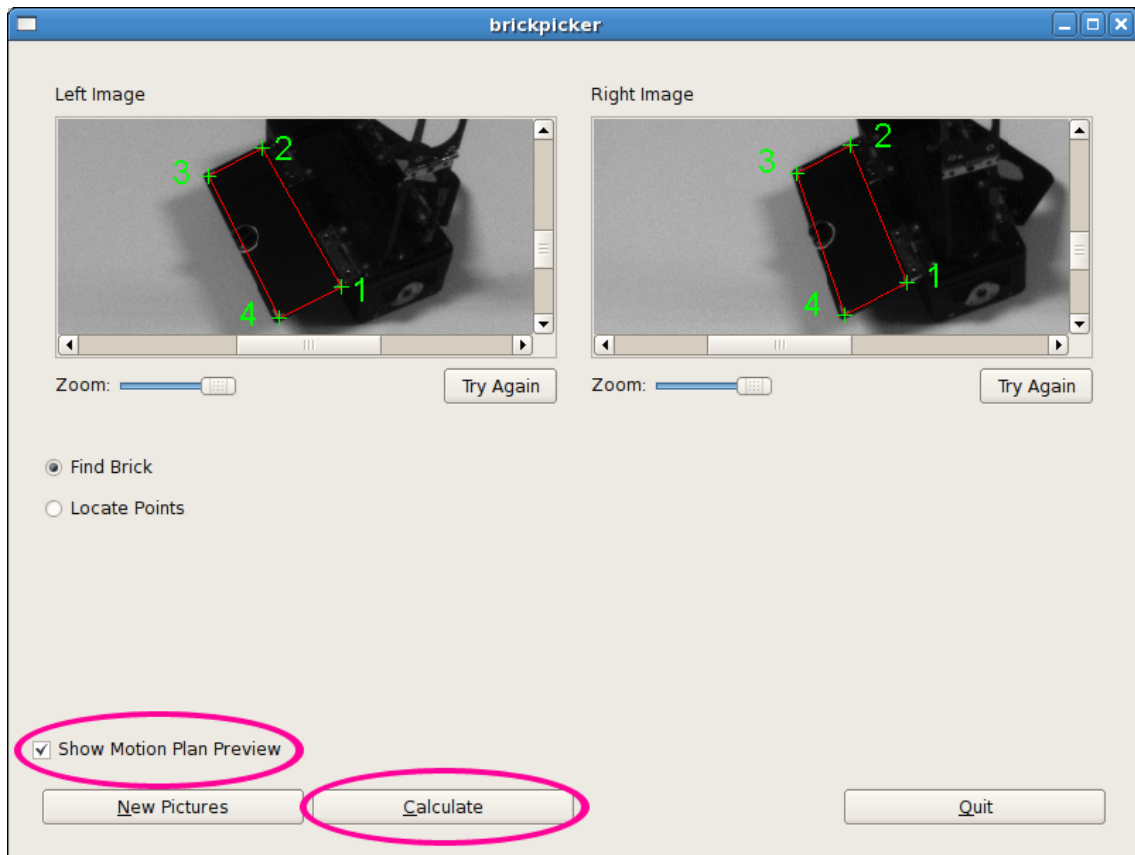 brickpicker
Left Image
Right Image
2
3
1
4
2
3
1
4
Zoom:
Try Again
Zoom:
Try Again
Find Brick
Locate Points
Show Motion Plan Preview
New Pictures
Calculate
Quit